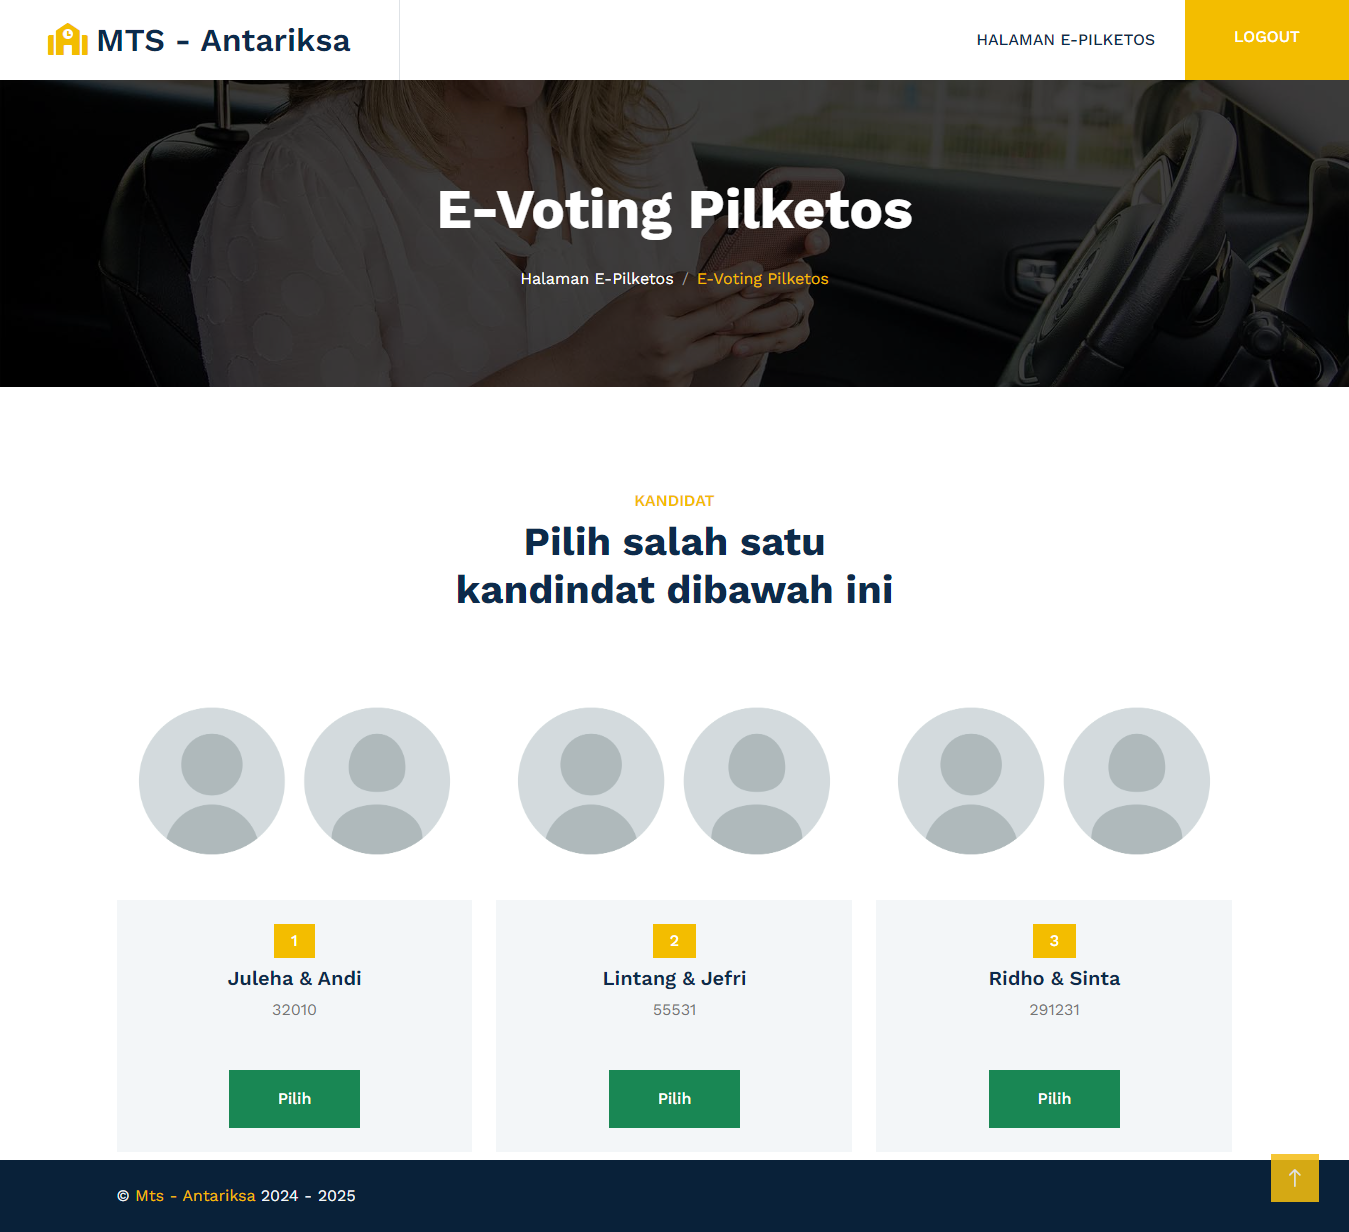 MTS - Antariksa
HALAMAN E-PILKETOS
LOGOUT
E-Voting Pilketos
Halaman E-Pilketos / E-Voting Pilketos
KANDIDAT
Pilih salah satu
kandindat dibawah ini
1
Juleha & Andi
32010
Pilih
2
Lintang & Jefri
55531
Pilih
3
Ridho & Sinta
291231
Pilih
© Mts - Antariksa 2024 - 2025